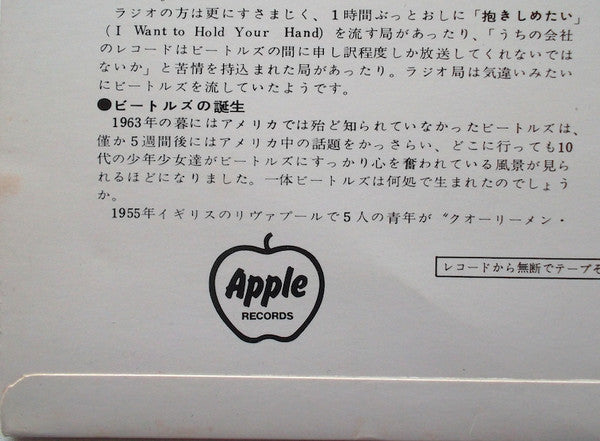 ラジオの方は更にすさまじく、1時間ぶっとおしに「抱きしめたい」
(I Want to Hold Your Hand) を流す局があったり、「うちの会社
のレコードはビートルズの間に申し訳程度しか放送してくれないでは
ないか」と苦情を持込まれた局があったり。ラジオ局は気違いみたい
にビートルズを流していたようです。
●ビートルズの誕生
1963年の暮にはアメリカでは殆ど知られていなかったビートルズは、
僅か5週間後にはアメリカ中の話題をかっさらい、どこに行っても10
代の少年少女達がビートルズにすっかり心を奮われている風景が見ら
れるほどになりました。一体ビートルズは何処で生まれたのでしょう
か。
1955年イギリスのリヴァプールで5人の青年が“クオーリーメン・
レコードから無断でテープそ
Apple
RECORDS